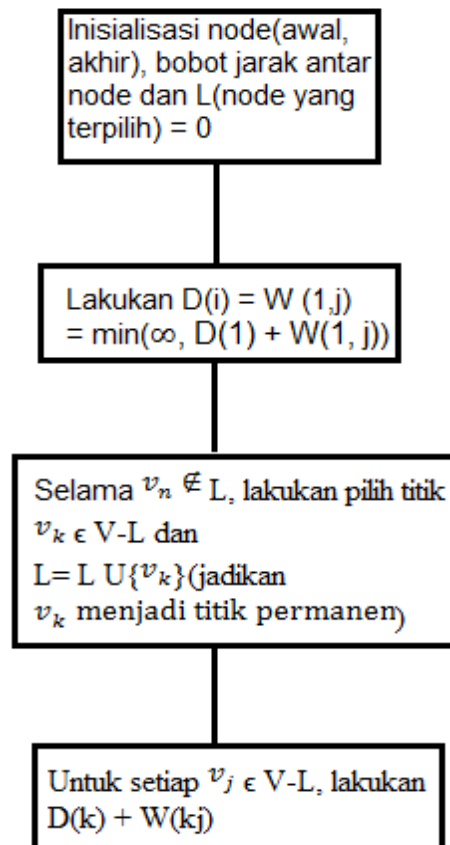 Inisialisasi node(awal,
akhir), bobot jarak antar
node dan L(node yang
terpilih) = 0
Lakukan D(i) = W (1,j)
= min(∞, D(1) + W(1, j))
Selama vₙ ∉ L, lakukan pilih titik
vₖ ϵ V-L dan
L= L U{vₖ}(jadikan
vₖ menjadi titik permanen)
Untuk setiap vⱼ ϵ V-L, lakukan
D(k) + W(kj)